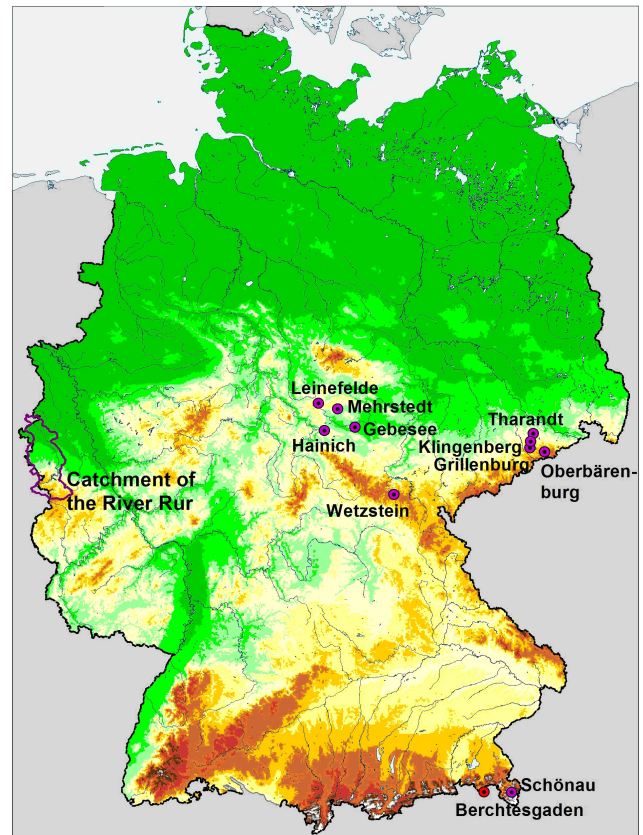 Leinefelde
Mehrstedt
Gebesee
Hainich
Tharandt
Klingenberg
Grillenburg
Oberbären-
burg
Catchment of
the River Rur
Wetzstein
Schönau
Berchtesgaden